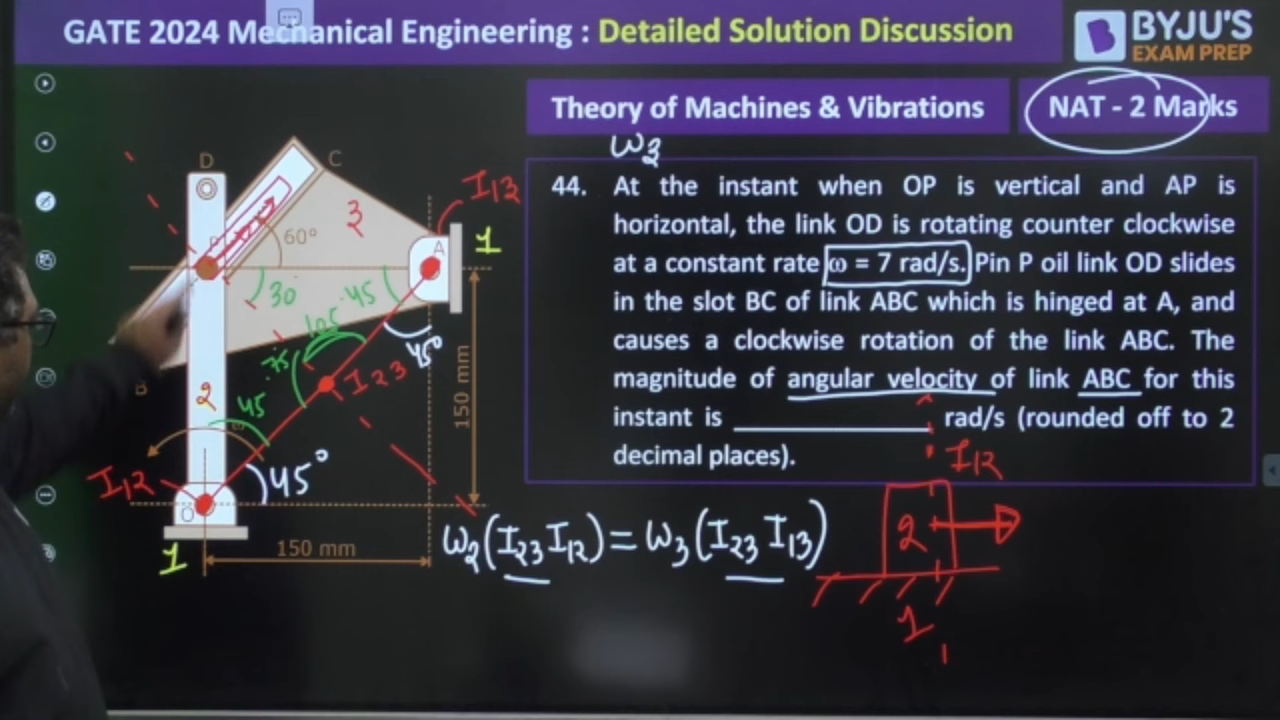 GATE 2024 Mechanical Engineering : Detailed Solution Discussion
BYJU'S
EXAM PREP
Theory of Machines & Vibrations
NAT - 2 Marks
ω3
44. At the instant when OP is vertical and AP is
horizontal, the link OD is rotating counter clockwise
at a constant rate ω = 7 rad/s. Pin P oil link OD slides
in the slot BC of link ABC which is hinged at A, and
causes a clockwise rotation of the link ABC. The
magnitude of angular velocity of link ABC for this
instant is ____________ rad/s (rounded off to 2
decimal places).
D
C
3
I13
1
60°
A
P
30°
45
105
75
45°
I23
B
2
45
150 mm
I12
45°
O
1
150 mm
ω2(I23 I12) = ω3(I23 I13)
I12
2
1